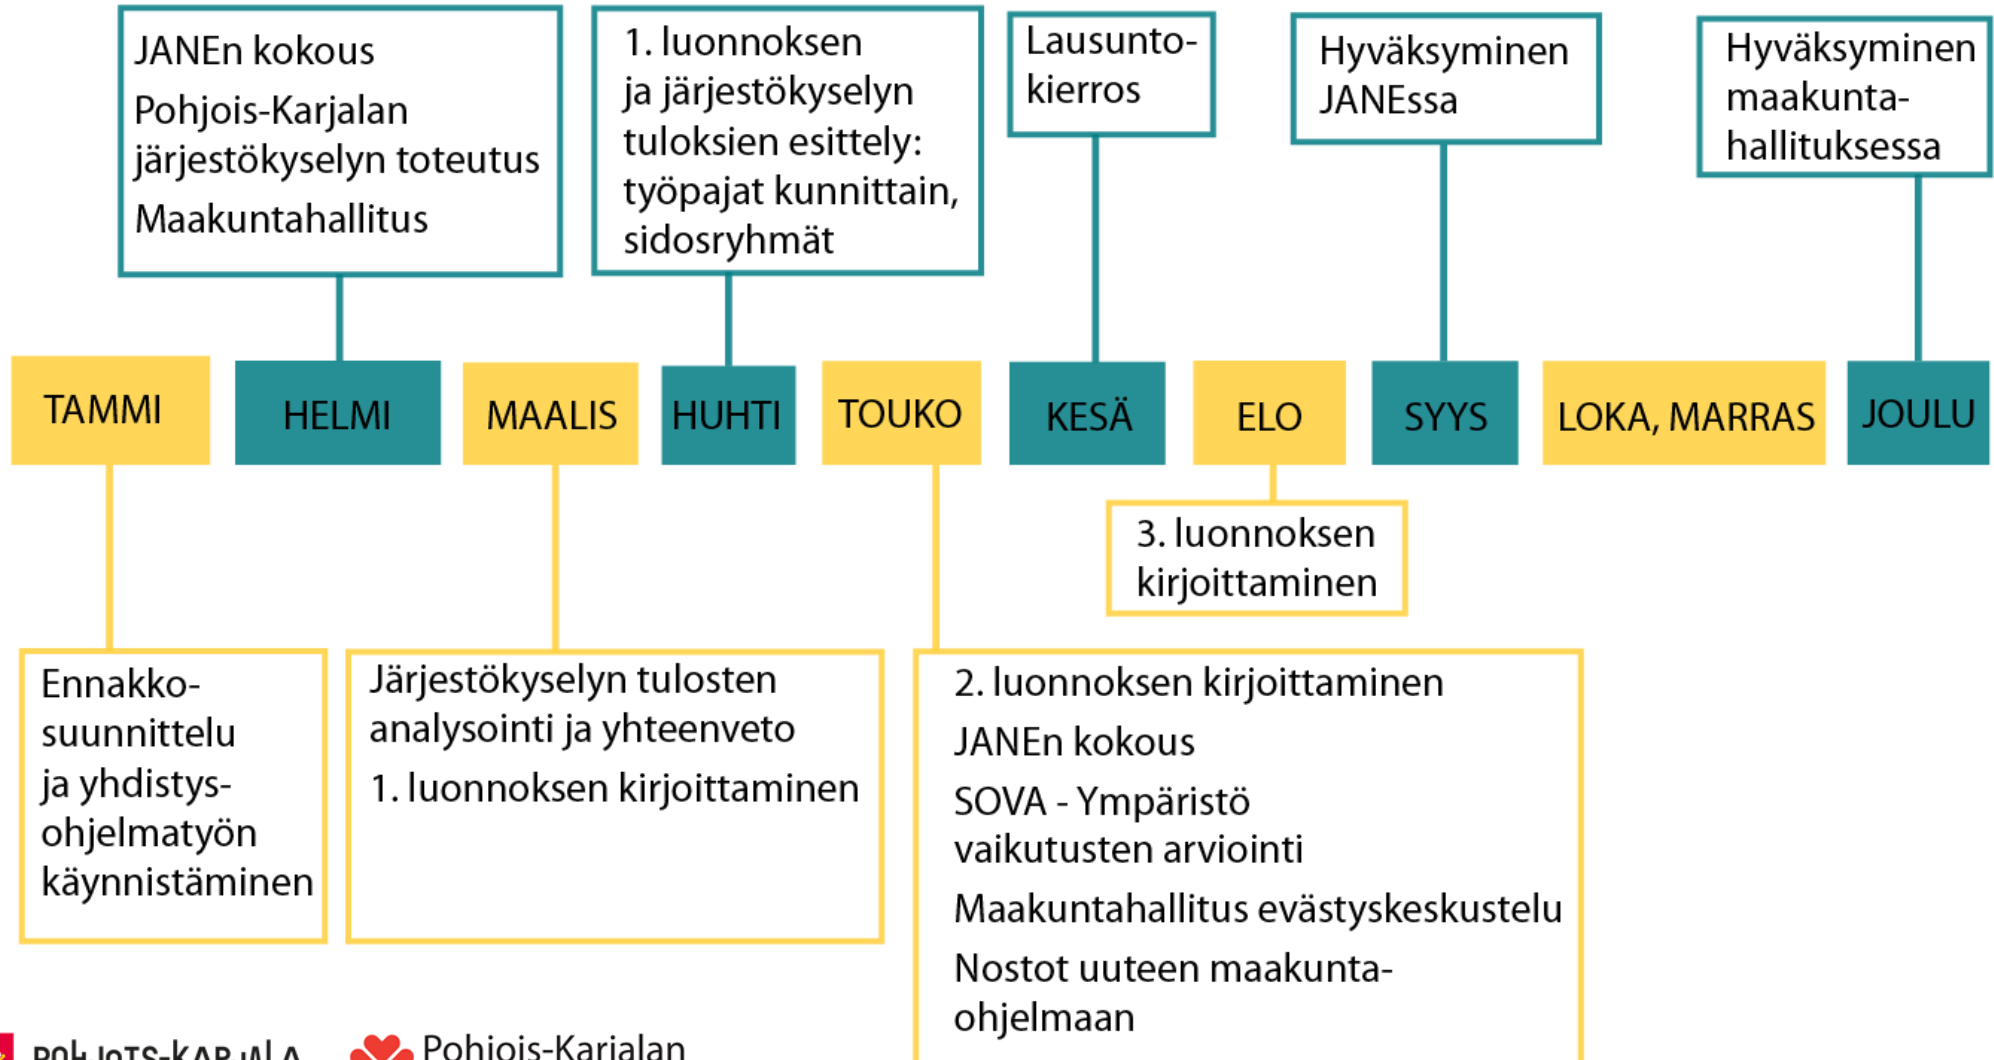 JANEn kokous
Pohjois-Karjalan
järjestökyselyn toteutus
Maakuntahallitus
1. luonnoksen
ja järjestökyselyn
tuloksien esittely:
työpajat kunnittain,
sidosryhmät
Lausunto-
kierros
Hyväksyminen
JANEssa
Hyväksyminen
maakunta-
hallituksessa
TAMMI
HELMI
MAALIS
HUHTI
TOUKO
KESÄ
ELO
SYYS
LOKA, MARRAS
JOULU
3. luonnoksen
kirjoittaminen
Ennakko-
suunnittelu
ja yhdistys-
ohjelmatyön
käynnistäminen
Järjestökyselyn tulosten
analysointi ja yhteenveto
1. luonnoksen kirjoittaminen
2. luonnoksen kirjoittaminen
JANEn kokous
SOVA - Ympäristö
vaikutusten arviointi
Maakuntahallitus evästyskeskustelu
Nostot uuteen maakunta-
ohjelmaan
POHJOIS-KARJALA
Pohjois-Karjalan